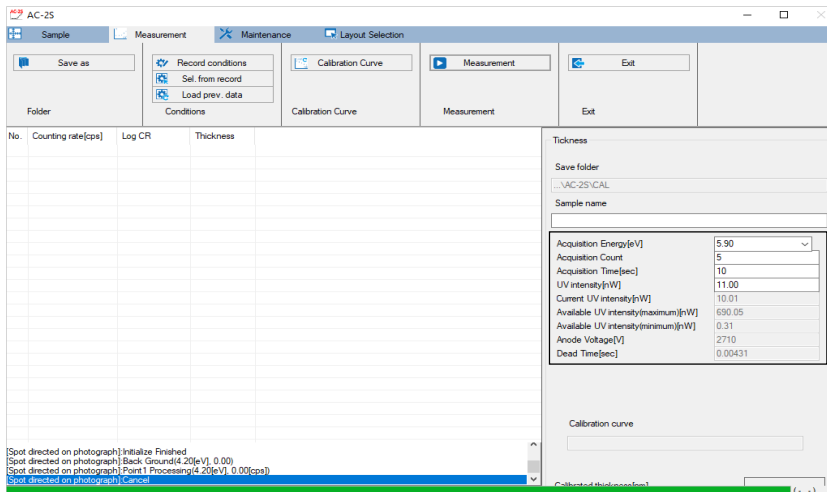 AC-2S AC-2S
Sample Measurement Maintenance Layout Selection
Save as Record conditions Calibration Curve Measurement Exit
Sel. from record
Load prev. data
Folder Conditions Calibration Curve Measurement Exit
No. Counting rate[cps] Log CR Thickness
Tickness
Save folder
...\AC-2S\CAL
Sample name
Acquisition Energy[eV] 5.90
Acquisition Count 5
Acquisition Time[sec] 10
UV intensity[nW] 11.00
Current UV intensity[nW] 10.01
Available UV intensity(maximum)[nW] 690.05
Available UV intensity(minimum)[nW] 0.31
Anode Voltage[V] 2710
Dead Time[sec] 0.00431
Calibration curve
[Spot directed on photograph]:Initialize Finished
[Spot directed on photograph]:Back Ground(4.20[eV], 0.00)
[Spot directed on photograph]:Point1 Processing(4.20[eV], 0.00[cps])
[Spot directed on photograph]:Cancel
Calibrated thickness[nm]